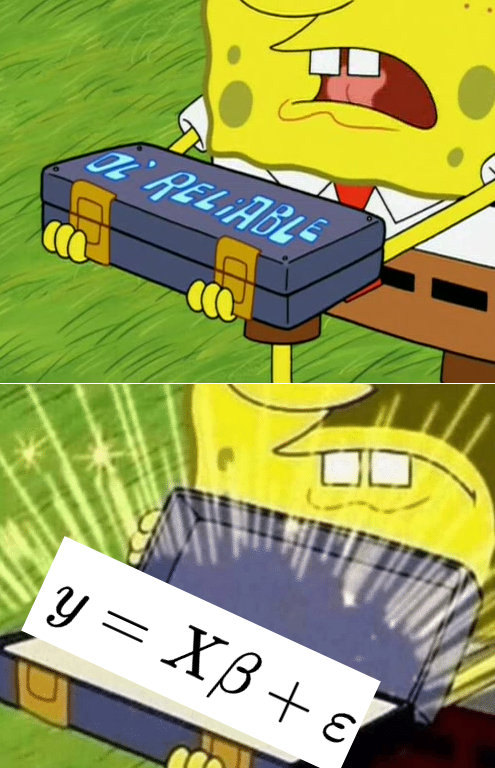 OL' RELIABLE
y = Xβ + ε